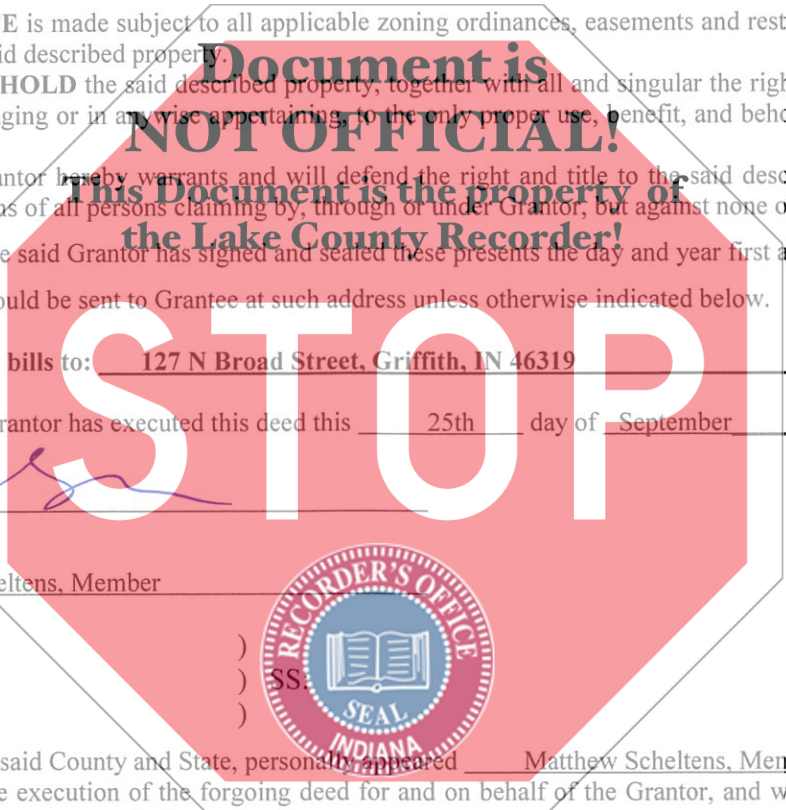 E is made subject to all applicable zoning ordinances, easements and rest
id described property.
Document is
HOLD the said described property, together with all and singular the righ
ging or in anywise appertaining, to the only proper use, benefit, and beho
NOT OFFICIAL!
antor hereby warrants and will defend the right and title to the said desc
This Document is the property of
ns of all persons claiming by, through or under Grantor, but against none o
the Lake County Recorder!
e said Grantor has signed and sealed these presents the day and year first a
ould be sent to Grantee at such address unless otherwise indicated below.
STOP
bills to: 127 N Broad Street, Griffith, IN 46319
rantor has executed this deed this 25th day of September
eltens, Member
RECORDER'S OFFICE
)
) SS:
)
SEAL
INDIANA
said County and State, personally appeared Matthew Scheltens, Mem
e execution of the forgoing deed for and on behalf of the Grantor, and w